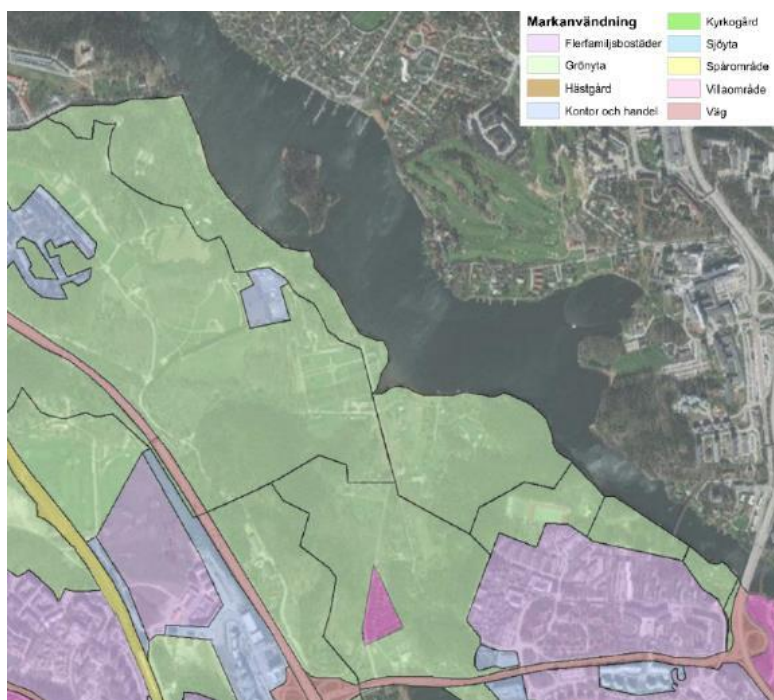 Markanvändning
Flerfamiljsbostäder
Grönyta
Hästgård
Kontor och handel
Kyrkogård
Sjöyta
Spårområde
Villaområde
Väg